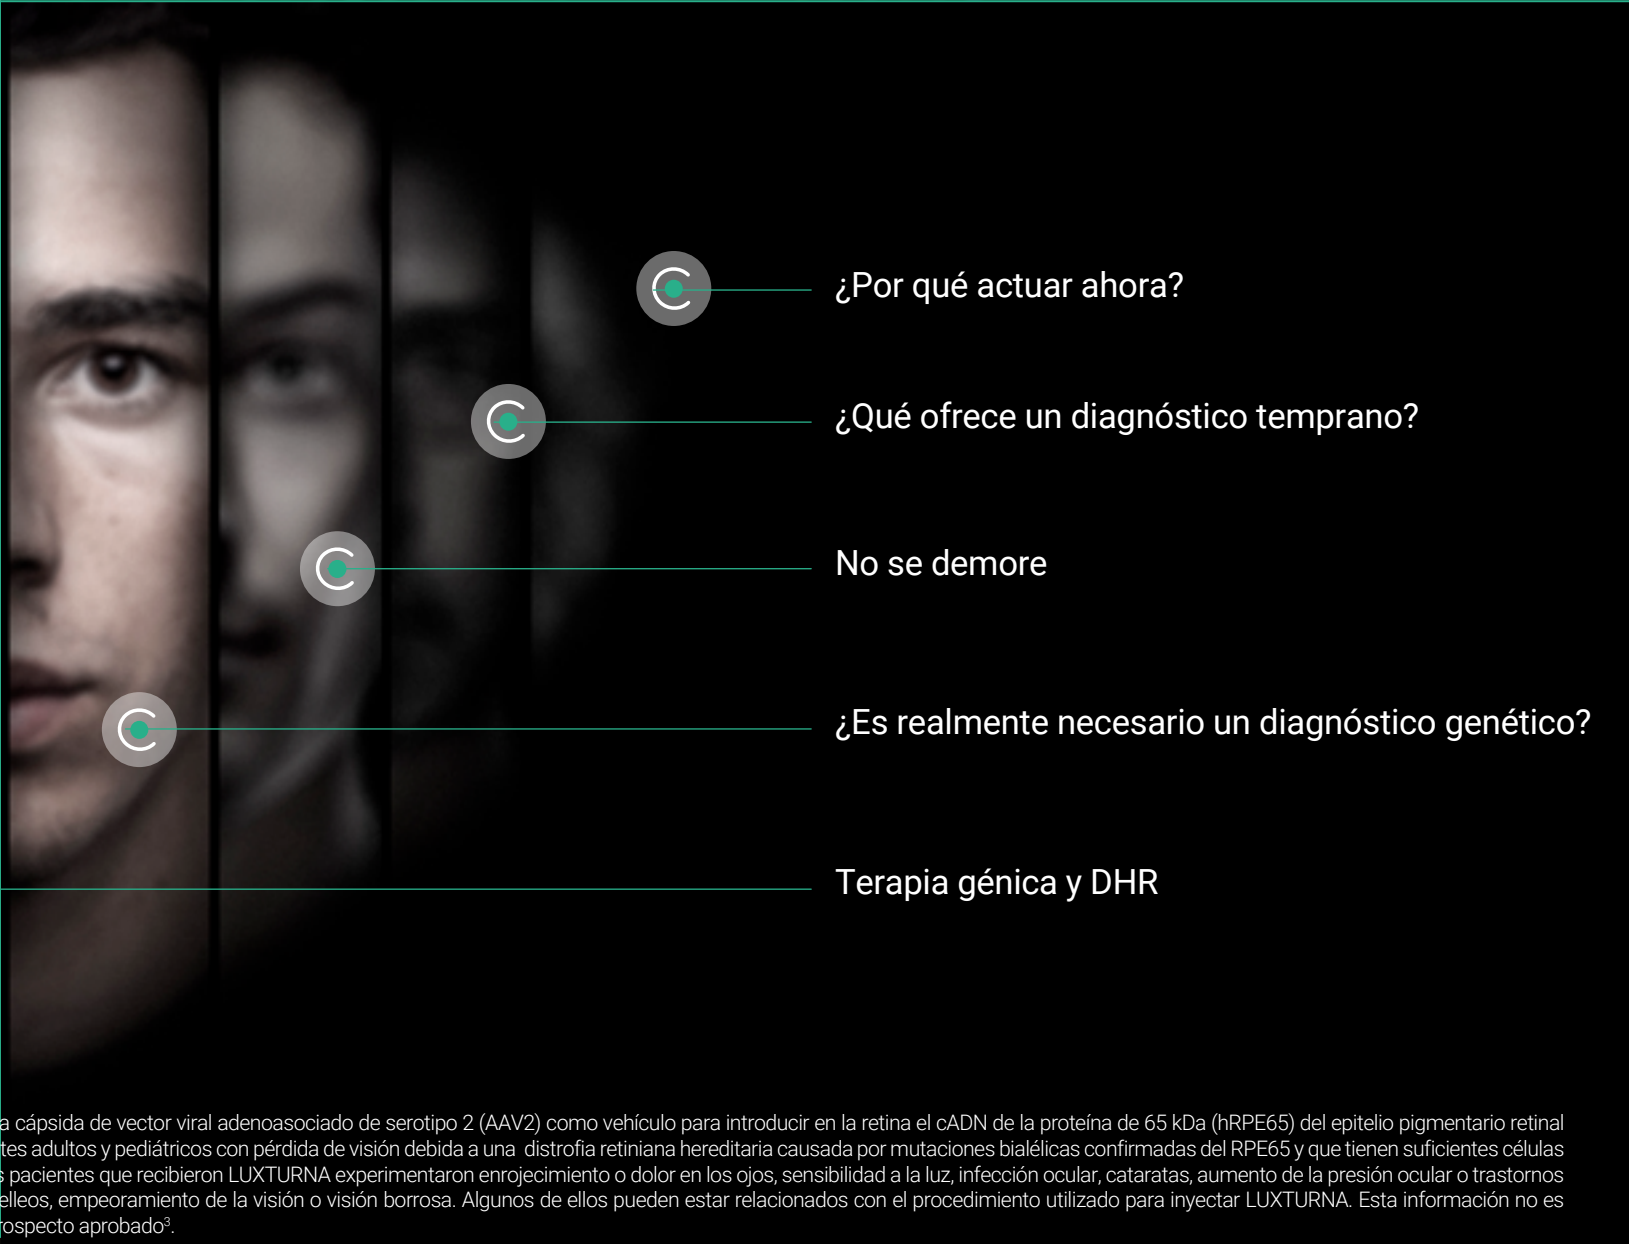 ¿Por qué actuar ahora?
¿Qué ofrece un diagnóstico temprano?
No se demore
¿Es realmente necesario un diagnóstico genético?
Terapia génica y DHR
a cápsida de vector viral adenoasociado de serotipo 2 (AAV2) como vehículo para introducir en la retina el cADN de la proteína de 65 kDa (hRPE65) del epitelio pigmentario retinal
tes adultos y pediátricos con pérdida de visión debida a una distrofia retiniana hereditaria causada por mutaciones bialélicas confirmadas del RPE65 y que tienen suficientes células
s pacientes que recibieron LUXTURNA experimentaron enrojecimiento o dolor en los ojos, sensibilidad a la luz, infección ocular, cataratas, aumento de la presión ocular o trastornos
elleos, empeoramiento de la visión o visión borrosa. Algunos de ellos pueden estar relacionados con el procedimiento utilizado para inyectar LUXTURNA. Esta información no es
rospecto aprobado³.